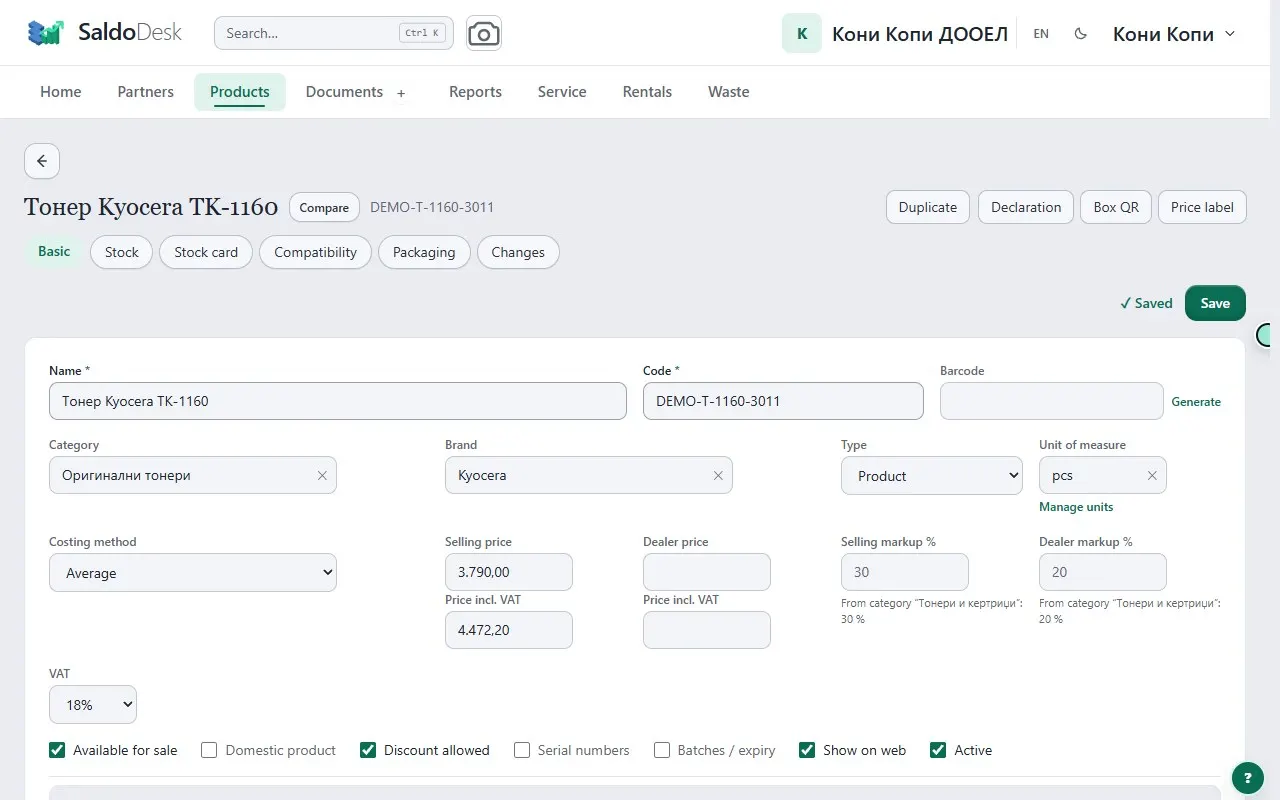 SaldoDesk
Search...
Ctrl K
K
Кони Копи ДООЕЛ
EN
Кони Копи
Home
Partners
Products
Documents +
Reports
Service
Rentals
Waste
Тонер Kyocera TK-1160
Compare
DEMO-T-1160-3011
Duplicate
Declaration
Box QR
Price label
Basic
Stock
Stock card
Compatibility
Packaging
Changes
✓ Saved
Save
Name *
Code *
Barcode
Тонер Kyocera TK-1160
DEMO-T-1160-3011
Generate
Category
Brand
Type
Unit of measure
Оригинални тонери
Kyocera
Product
pcs
Manage units
Costing method
Selling price
Dealer price
Selling markup %
Dealer markup %
Average
3.790,00
30
20
Price incl. VAT
Price incl. VAT
From category "Тонери и кертриџи":
30 %
From category "Тонери и кертриџи":
20 %
4.472,20
VAT
18%
Available for sale
Domestic product
Discount allowed
Serial numbers
Batches / expiry
Show on web
Active
?